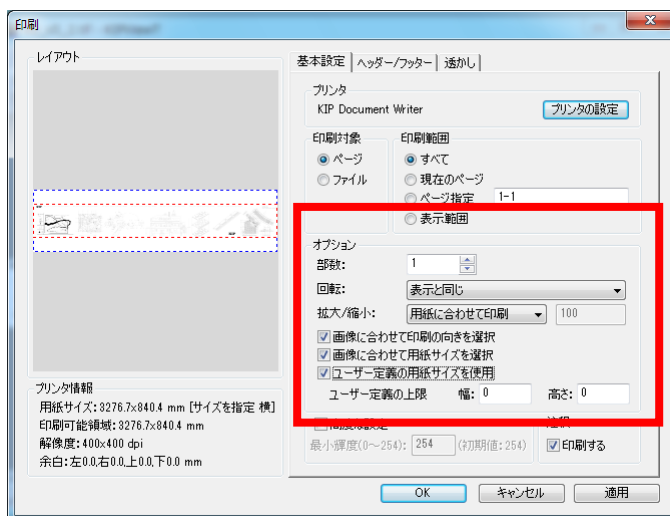 印刷
レイアウト
プリンタ情報
用紙サイズ: 3276.7x840.4 mm [サイズを指定 横]
印刷可能領域: 3276.7x840.4 mm
解像度: 400x400 dpi
余白: 左0.0,右0.0,上0.0,下0.0 mm
基本設定 ヘッダー/フッター 透かし
プリンタ
KIP Document Writer プリンタの設定
印刷対象 印刷範囲
ページ すべて
ファイル 現在のページ
ページ指定 1-1
表示範囲
オプション
部数: 1
回転: 表示と同じ
拡大/縮小: 用紙に合わせて印刷 100
画像に合わせて印刷の向きを選択
画像に合わせて用紙サイズを選択
ユーザー定義の用紙サイズを使用
ユーザー定義の上限 幅: 0 高さ: 0
最小輝度(0~254): 254 (初期値: 254) 印刷する
OK キャンセル 適用